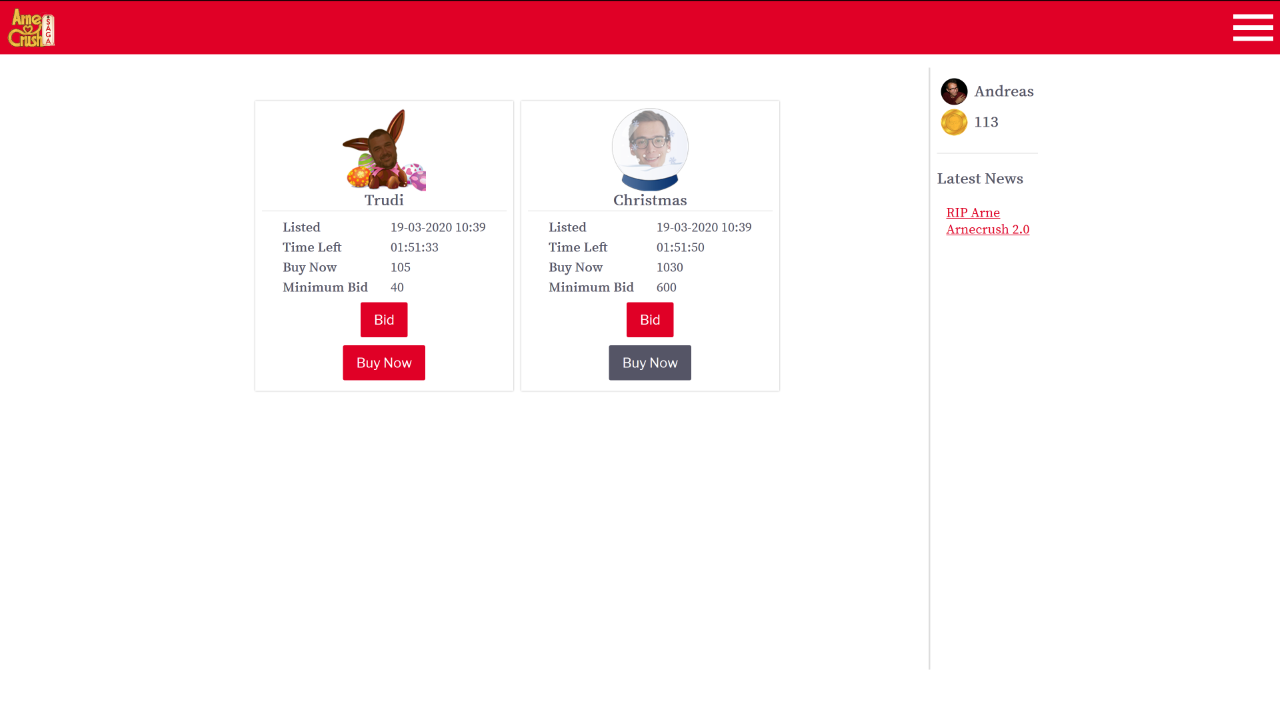 Arne
Crush
SAGA
Trudi
Listed 19-03-2020 10:39
Time Left 01:51:33
Buy Now 105
Minimum Bid 40
Bid
Buy Now
Christmas
Listed 19-03-2020 10:39
Time Left 01:51:50
Buy Now 1030
Minimum Bid 600
Bid
Buy Now
Andreas
113
Latest News
RIP Arne
Arnecrush 2.0